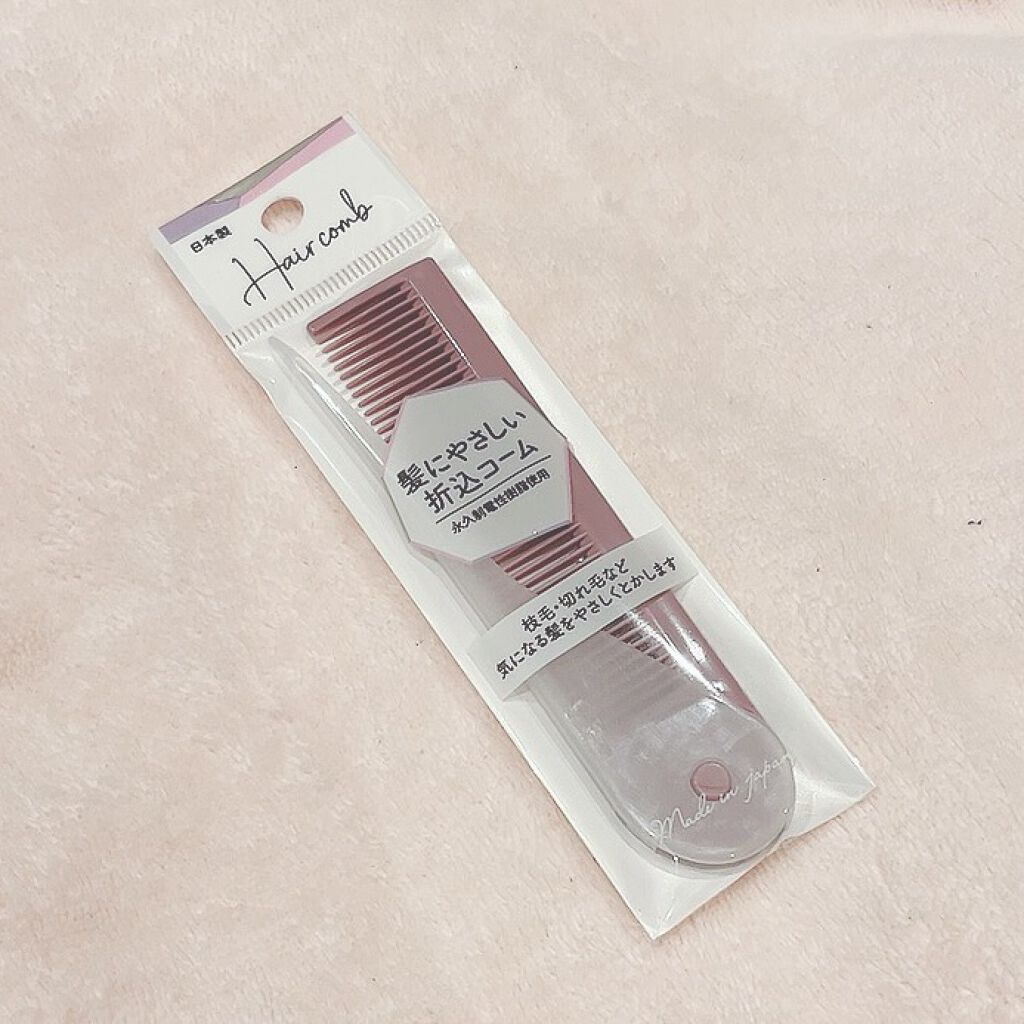 日本製
Hair comb
髪にやさしい
折込コーム
永久制電性樹脂使用
枝毛・切れ毛など
気になる髪をやさしくとかします
Made in Japan